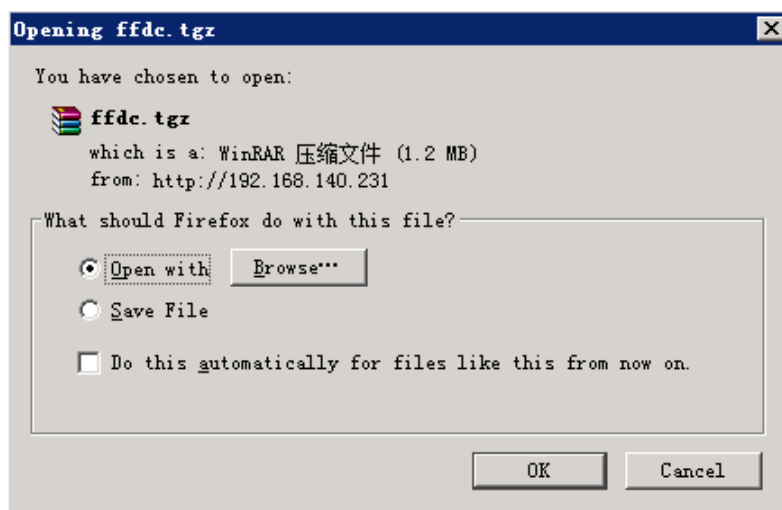 Opening ffdc.tgz
You have chosen to open:
ffdc.tgz
which is a: WinRAR 压缩文件 (1.2 MB)
from: http://192.168.140.231
What should Firefox do with this file?
Open with
Browse…
Save File
Do this automatically for files like this from now on.
OK
Cancel